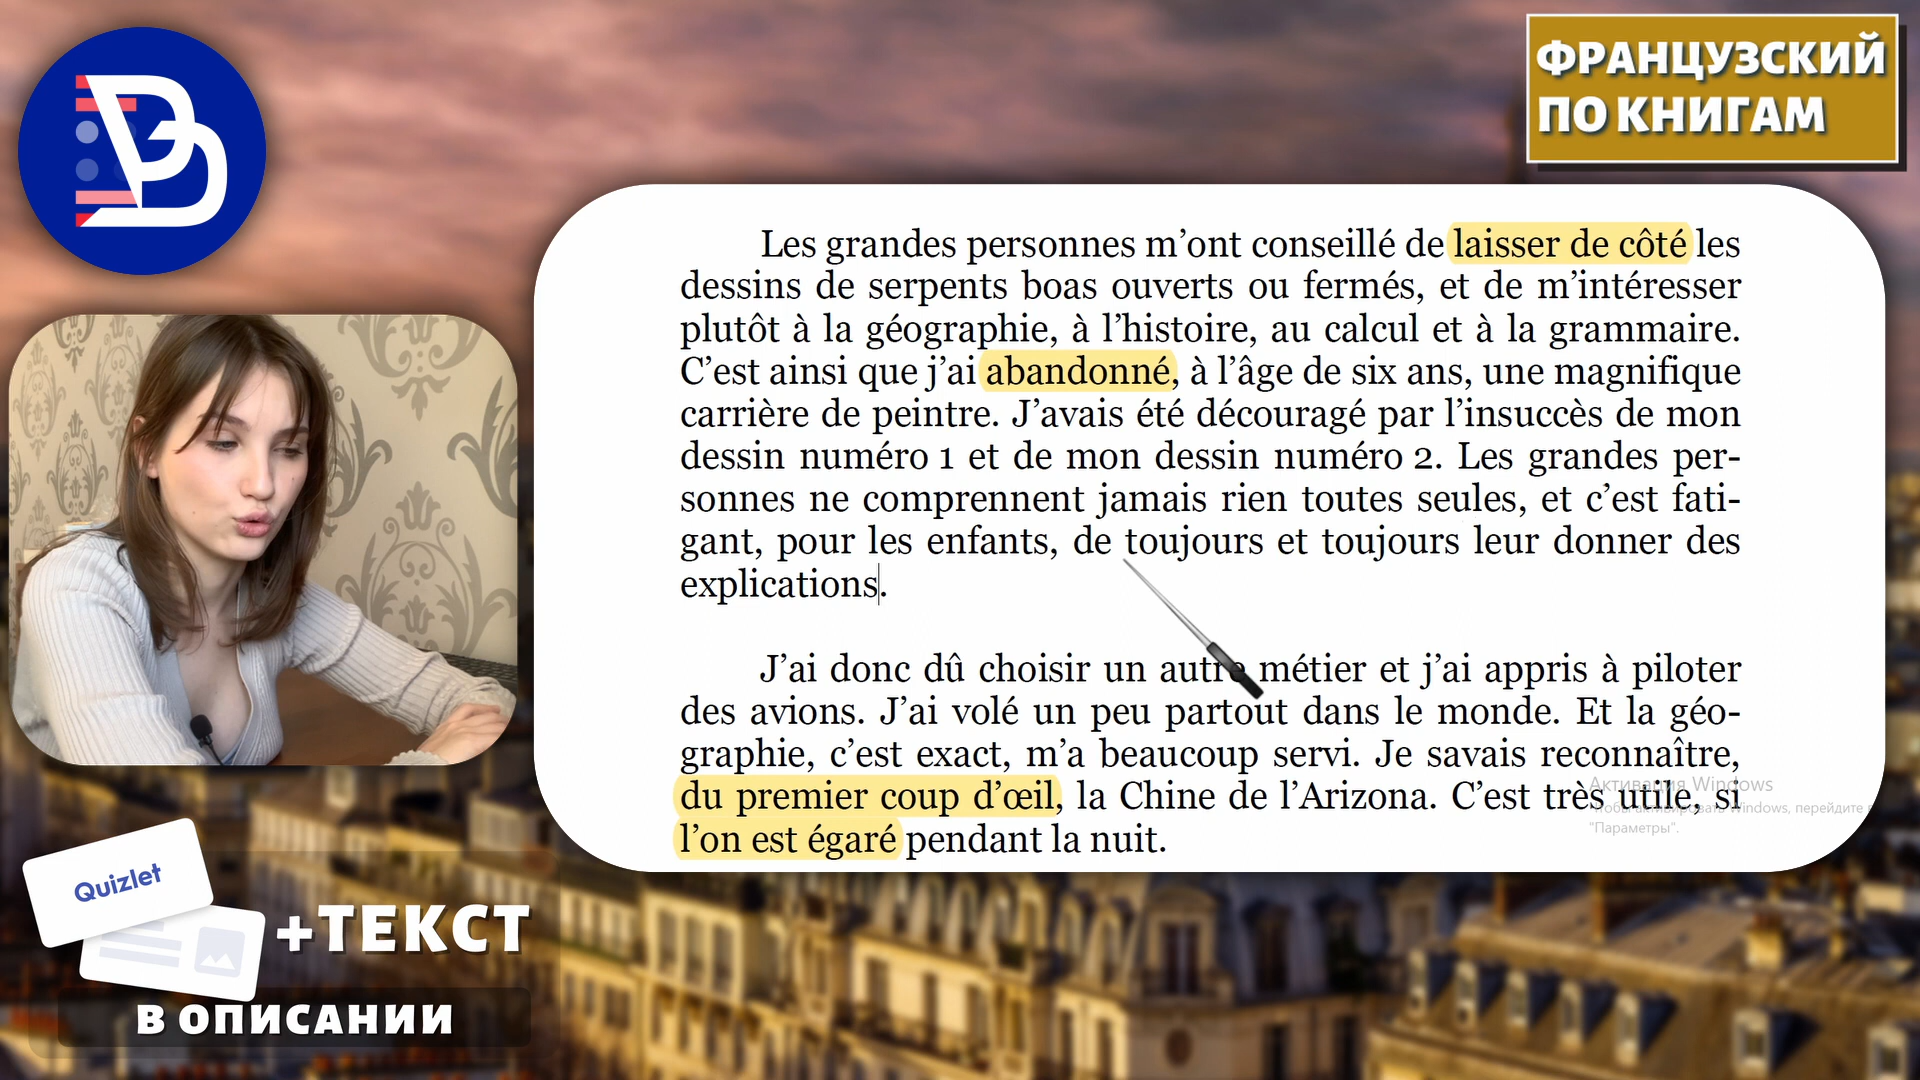 ФРАНЦУЗСКИЙ
ПО КНИГАМ
Les grandes personnes m’ont conseillé de laisser de côté les
dessins de serpents boas ouverts ou fermés, et de m’intéresser
plutôt à la géographie, à l’histoire, au calcul et à la grammaire.
C’est ainsi que j’ai abandonné, à l’âge de six ans, une magnifique
carrière de peintre. J’avais été découragé par l’insuccès de mon
dessin numéro 1 et de mon dessin numéro 2. Les grandes per-
sonnes ne comprennent jamais rien toutes seules, et c’est fati-
gant, pour les enfants, de toujours et toujours leur donner des
explications.
J’ai donc dû choisir un autre métier et j’ai appris à piloter
des avions. J’ai volé un peu partout dans le monde. Et la géo-
graphie, c’est exact, m’a beaucoup servi. Je savais reconnaître,
du premier coup d’œil, la Chine de l’Arizona. C’est très utile, si
l’on est égaré pendant la nuit.
Активация Windows
Чтобы активировать Windows, перейдите в
"Параметры".
Quizlet
+ТЕКСТ
В ОПИСАНИИ